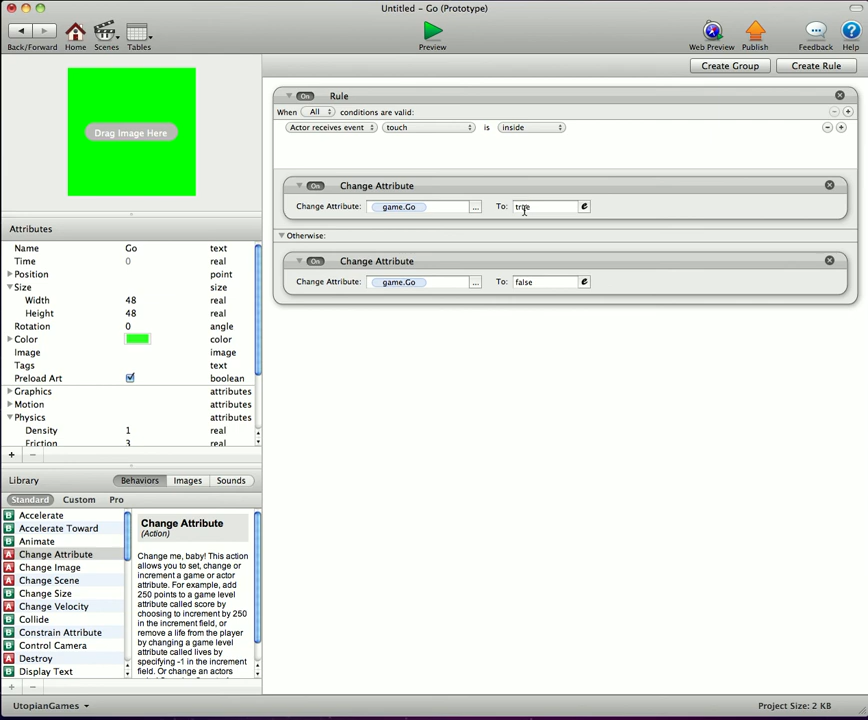 Untitled - Go (Prototype)
Back/Forward Home Scenes Tables Preview Web Preview Publish Feedback Help
Create Group Create Rule
Drag Image Here
On Rule
When All conditions are valid:
Actor receives event touch is inside
On Change Attribute
Change Attribute: game.Go ... To: true e
Otherwise:
On Change Attribute
Change Attribute: game.Go ... To: false e
Attributes
Name Go text
Time 0 real
Position point
Size size
Width 48 real
Height 48 real
Rotation 0 angle
Color color
Image image
Tags text
Preload Art boolean
Graphics attributes
Motion attributes
Physics attributes
Density 1 real
Friction 3 real
Library Behaviors Images Sounds
Standard Custom Pro
B Accelerate
B Accelerate Toward
B Animate
A Change Attribute
A Change Image
A Change Scene
B Change Size
A Change Velocity
B Collide
B Constrain Attribute
B Control Camera
A Destroy
B Display Text
Change Attribute
(Action)
Change me, baby! This action
allows you to set, change or
increment a game or actor
attribute. For example, add
250 points to a game level
attribute called score by
choosing to increment by 250
in the increment field, or
remove a life from the player
by changing a game level
attribute called lives by
specifying -1 in the increment
field. Or change an actors
UtopianGames Project Size: 2 KB